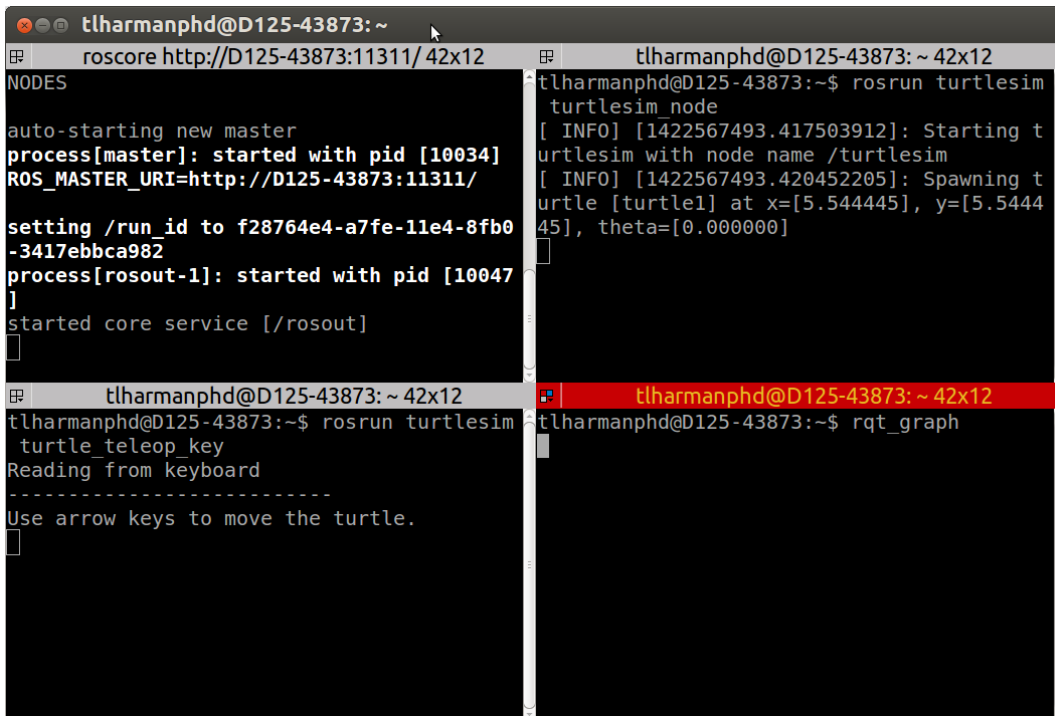 tlharmanphd@D125-43873: ~
roscore http://D125-43873:11311/ 42x12
NODES
auto-starting new master
process[master]: started with pid [10034]
ROS_MASTER_URI=http://D125-43873:11311/
setting /run_id to f28764e4-a7fe-11e4-8fb0
-3417ebbca982
process[rosout-1]: started with pid [10047
]
started core service [/rosout]
tlharmanphd@D125-43873: ~ 42x12
tlharmanphd@D125-43873:~$ rosrun turtlesim
turtlesim_node
[ INFO] [1422567493.417503912]: Starting t
urtlesim with node name /turtlesim
[ INFO] [1422567493.420452205]: Spawning t
urtle [turtle1] at x=[5.544445], y=[5.5444
45], theta=[0.000000]
tlharmanphd@D125-43873: ~ 42x12
tlharmanphd@D125-43873:~$ rosrun turtlesim
turtle_teleop_key
Reading from keyboard
---------------------------
Use arrow keys to move the turtle.
tlharmanphd@D125-43873: ~ 42x12
tlharmanphd@D125-43873:~$ rqt_graph